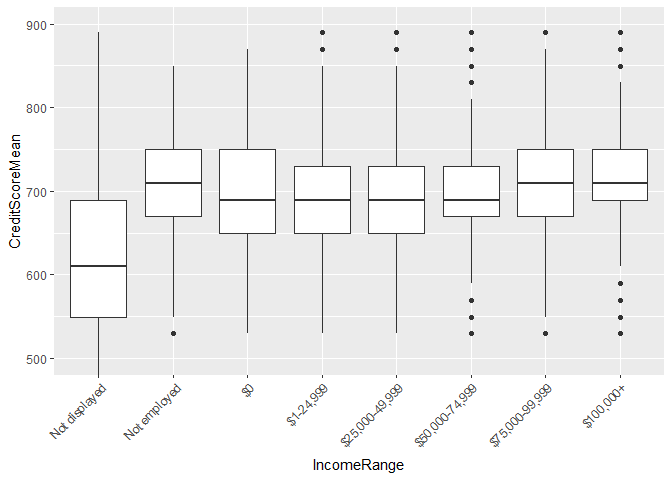 CreditScoreMean
900
800
700
600
500
Not displayed
Not employed
$0
$1-24,999
$25,000-49,999
$50,000-74,999
$75,000-99,999
$100,000+
IncomeRange